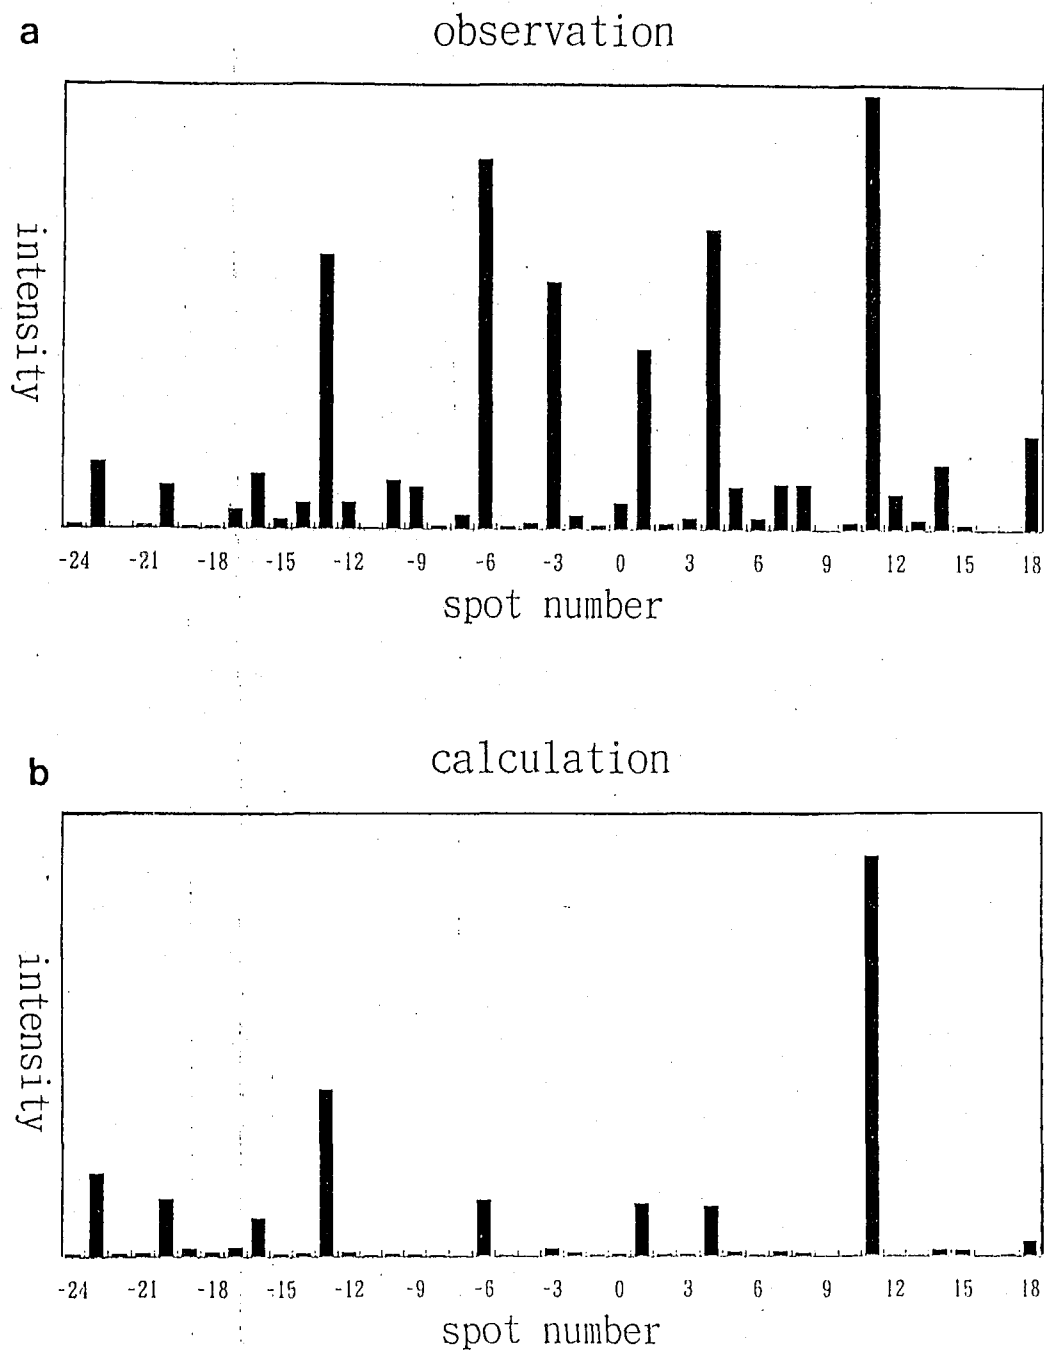 a
observation
intensity
-24 -21 -18 -15 -12 -9 -6 -3 0 3 6 9 12 15 18
spot number
b
calculation
intensity
-24 -21 -18 -15 -12 -9 -6 -3 0 3 6 9 12 15 18
spot number